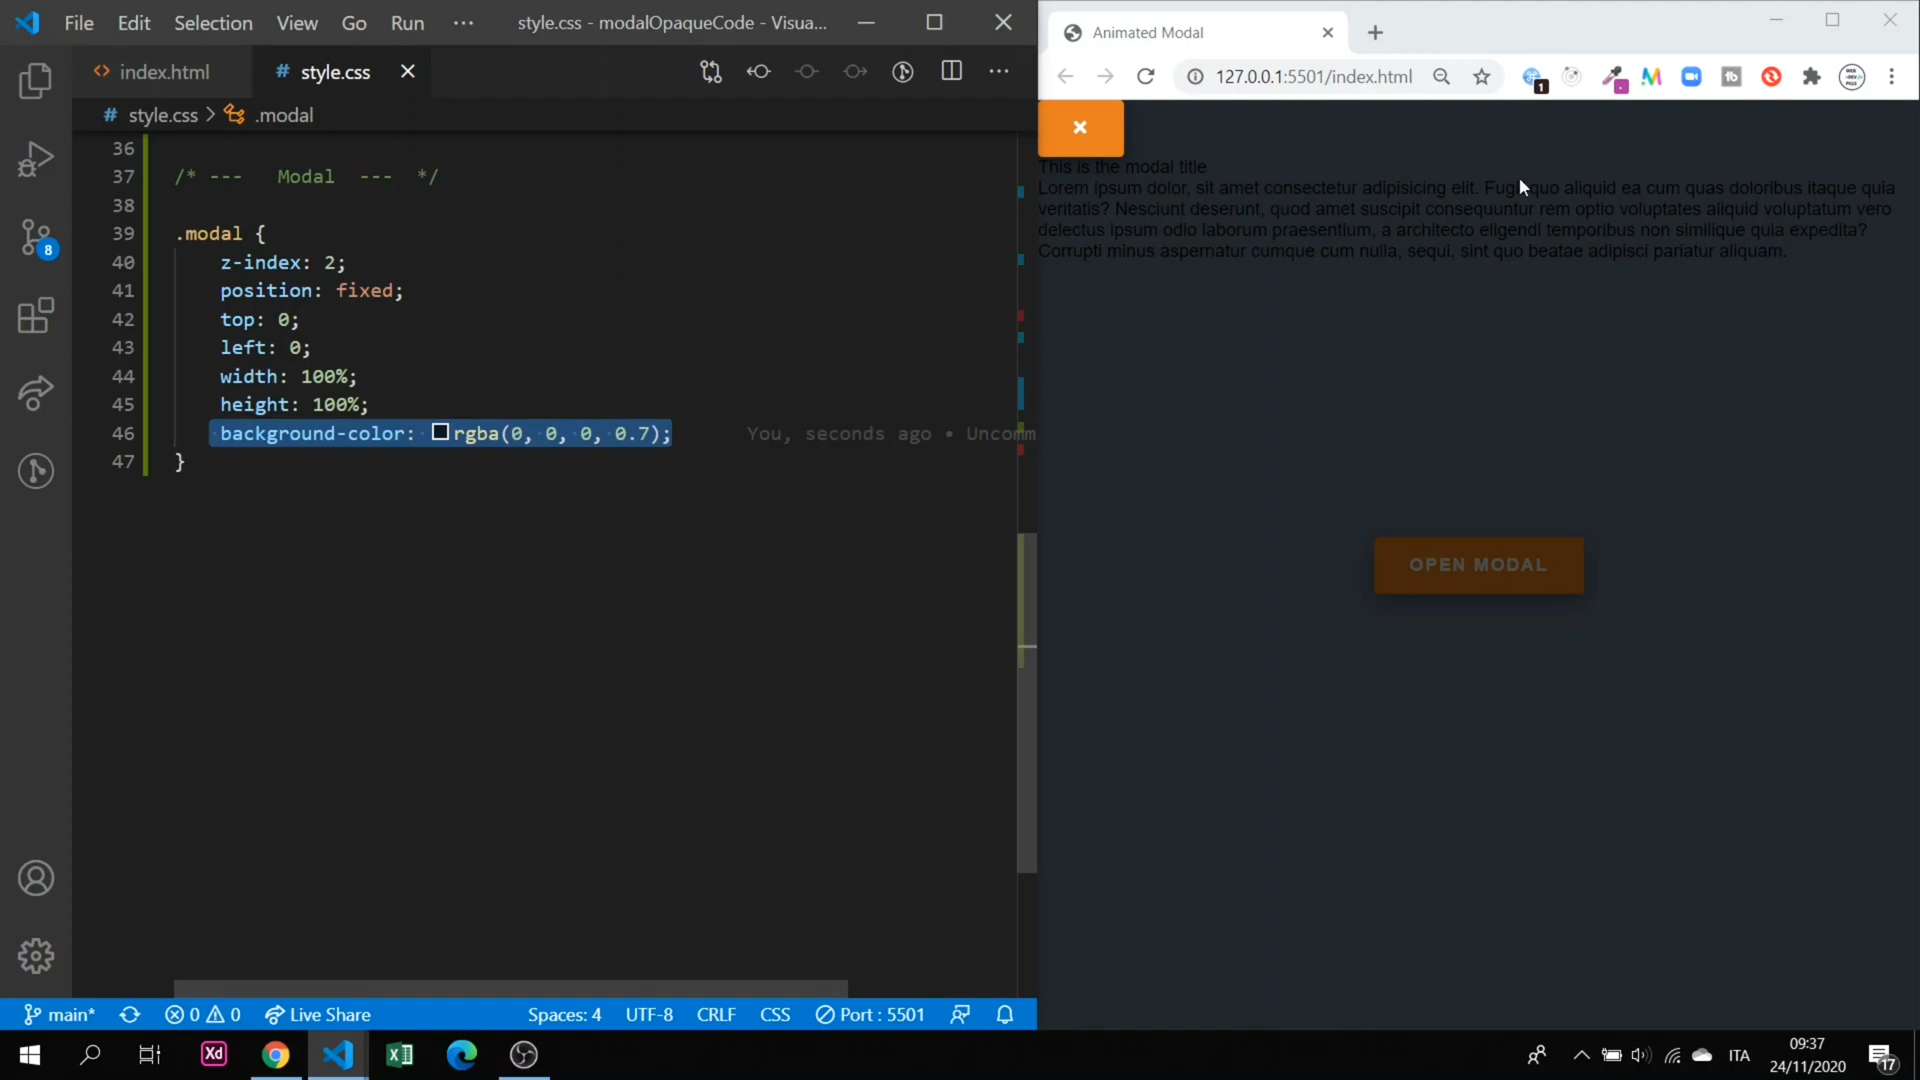 File Edit Selection View Go Run ··· style.css - modalOpaqueCode - Visua...
index.html # style.css
# style.css > .modal
36
37 /* --- Modal --- */
38
39 .modal {
40 z-index: 2;
41 position: fixed;
42 top: 0;
43 left: 0;
44 width: 100%;
45 height: 100%;
46 background-color: rgba(0, 0, 0, 0.7); You, seconds ago • Uncomm
47 }
8
main* 0 0 Live Share Spaces: 4 UTF-8 CRLF CSS Port : 5501
Animated Modal
127.0.0.1:5501/index.html
1
This is the modal title
Lorem ipsum dolor, sit amet consectetur adipisicing elit. Fug quo aliquid ea cum quas doloribus itaque quia
veritatis? Nesciunt deserunt, quod amet suscipit consequuntur rem optio voluptates aliquid voluptatum vero
delectus ipsum odio laborum praesentium, a architecto eligendi temporibus non similique quia expedita?
Corrupti minus aspernatur cumque cum nulla, sequi, sint quo beatae adipisci pariatur aliquam.
OPEN MODAL
Xd
ITA
09:37
24/11/2020
17